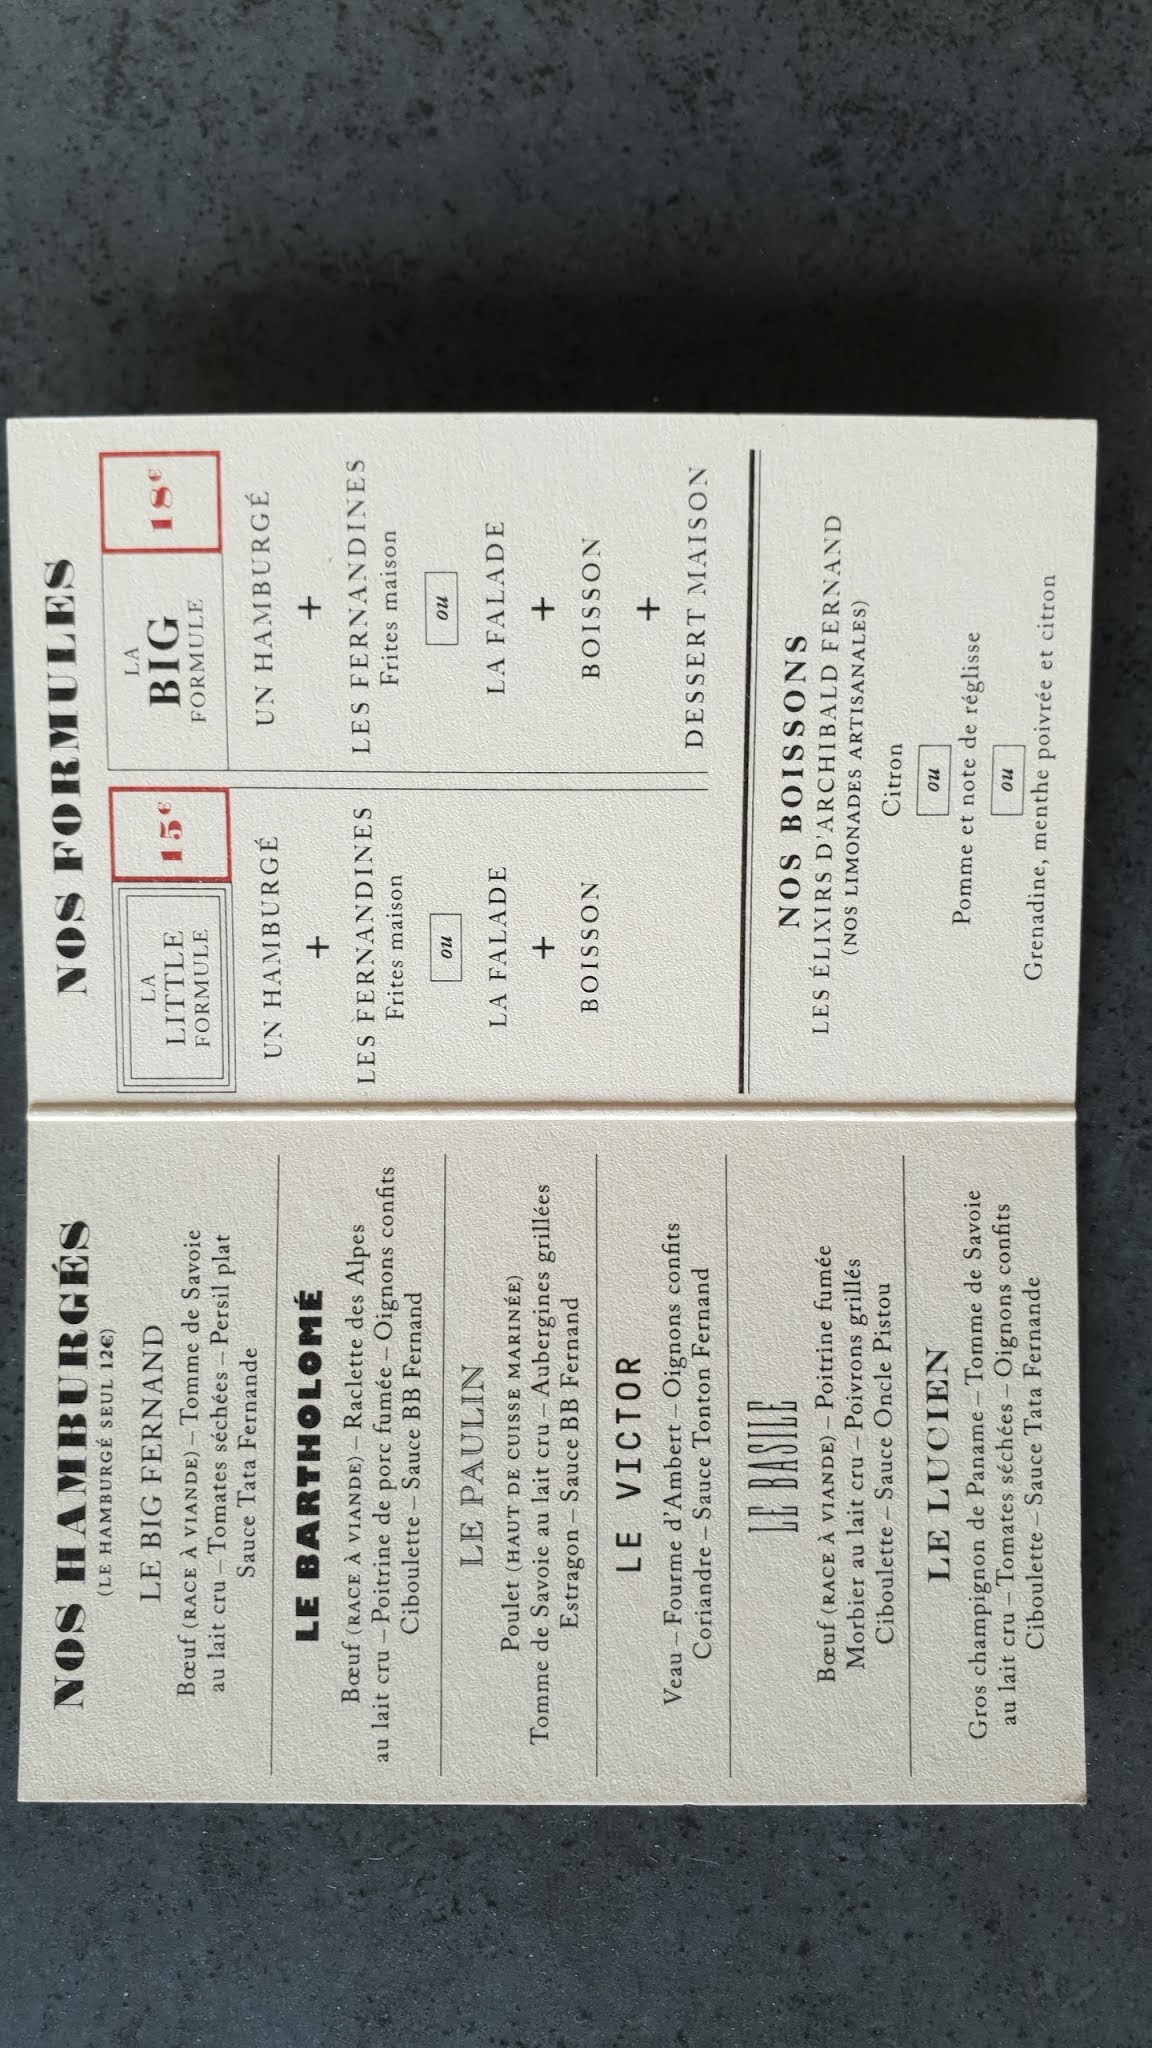 NOS HAMBURGÉS
(LE HAMBURGÉ SEUL 12€)
LE BIG FERNAND
Bœuf (RACE À VIANDE) – Tomme de Savoie
au lait cru – Tomates séchées – Persil plat
Sauce Tata Fernande
LE BARTHOLOMÉ
Bœuf (RACE À VIANDE) – Raclette des Alpes
au lait cru – Poitrine de porc fumée – Oignons confits
Ciboulette – Sauce BB Fernand
LE PAULIN
Poulet (HAUT DE CUISSE MARINÉE)
Tomme de Savoie au lait cru – Aubergines grillées
Estragon – Sauce BB Fernand
LE VICTOR
Veau – Fourme d'Ambert – Oignons confits
Coriandre – Sauce Tonton Fernand
LE BASILE
Bœuf (RACE À VIANDE) – Poitrine fumée
Morbier au lait cru – Poivrons grillés
Ciboulette – Sauce Oncle Pistou
LE LUCIEN
Gros champignon de Paname – Tomme de Savoie
au lait cru – Tomates séchées – Oignons confits
Ciboulette – Sauce Tata Fernande
NOS FORMULES
LA
LITTLE
FORMULE
15€
UN HAMBURGÉ
+
LES FERNANDINES
Frites maison
ou
LA FALADE
+
BOISSON
LA
BIG
FORMULE
18€
UN HAMBURGÉ
+
LES FERNANDINES
Frites maison
ou
LA FALADE
+
BOISSON
+
DESSERT MAISON
NOS BOISSONS
LES ÉLIXIRS D'ARCHIBALD FERNAND
(NOS LIMONADES ARTISANALES)
Citron
ou
Pomme et note de réglisse
ou
Grenadine, menthe poivrée et citron